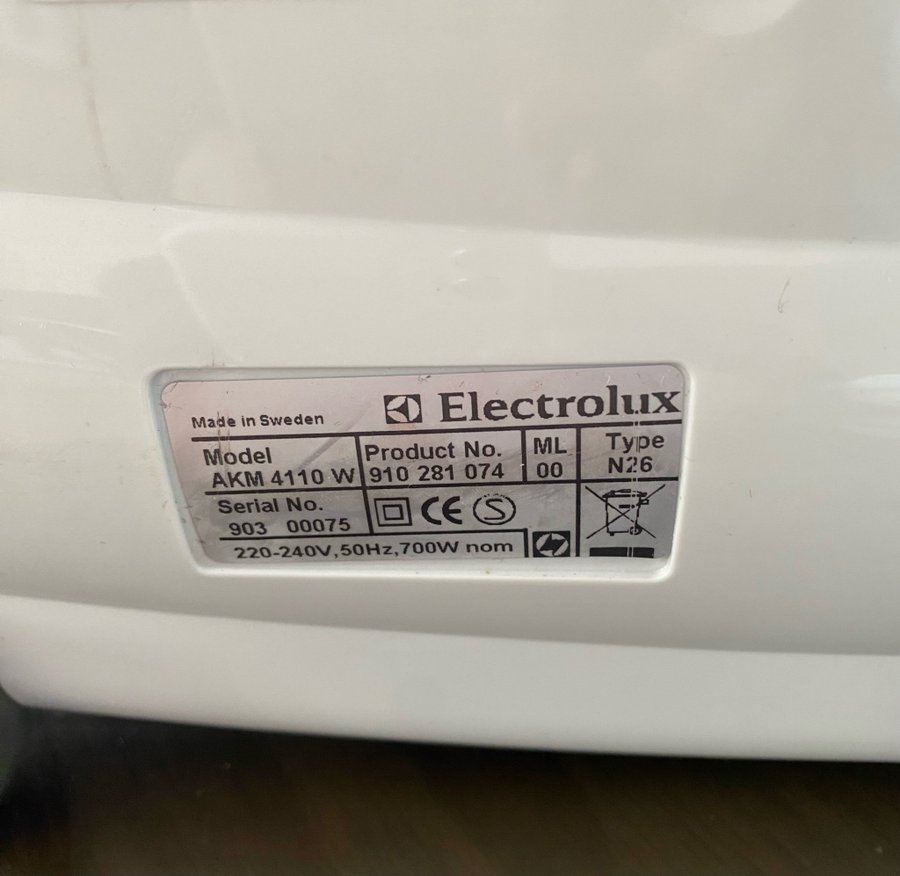 Made in Sweden
Electrolux
Model
AKM 4110 W
Product No.
910 281 074
ML
00
Type
N26
Serial No.
903 00075
CE
S
220-240V,50Hz,700W nom